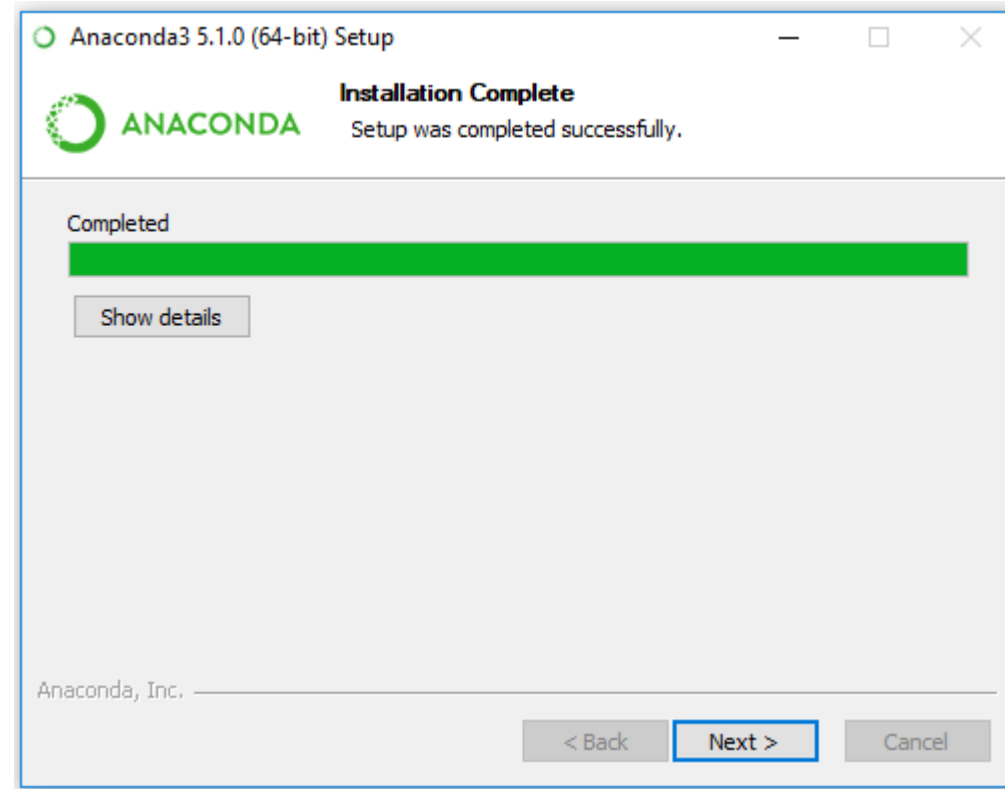 Anaconda3 5.1.0 (64-bit) Setup
ANACONDA
Installation Complete
Setup was completed successfully.
Completed
Show details
Anaconda, Inc.
< Back
Next >
Cancel